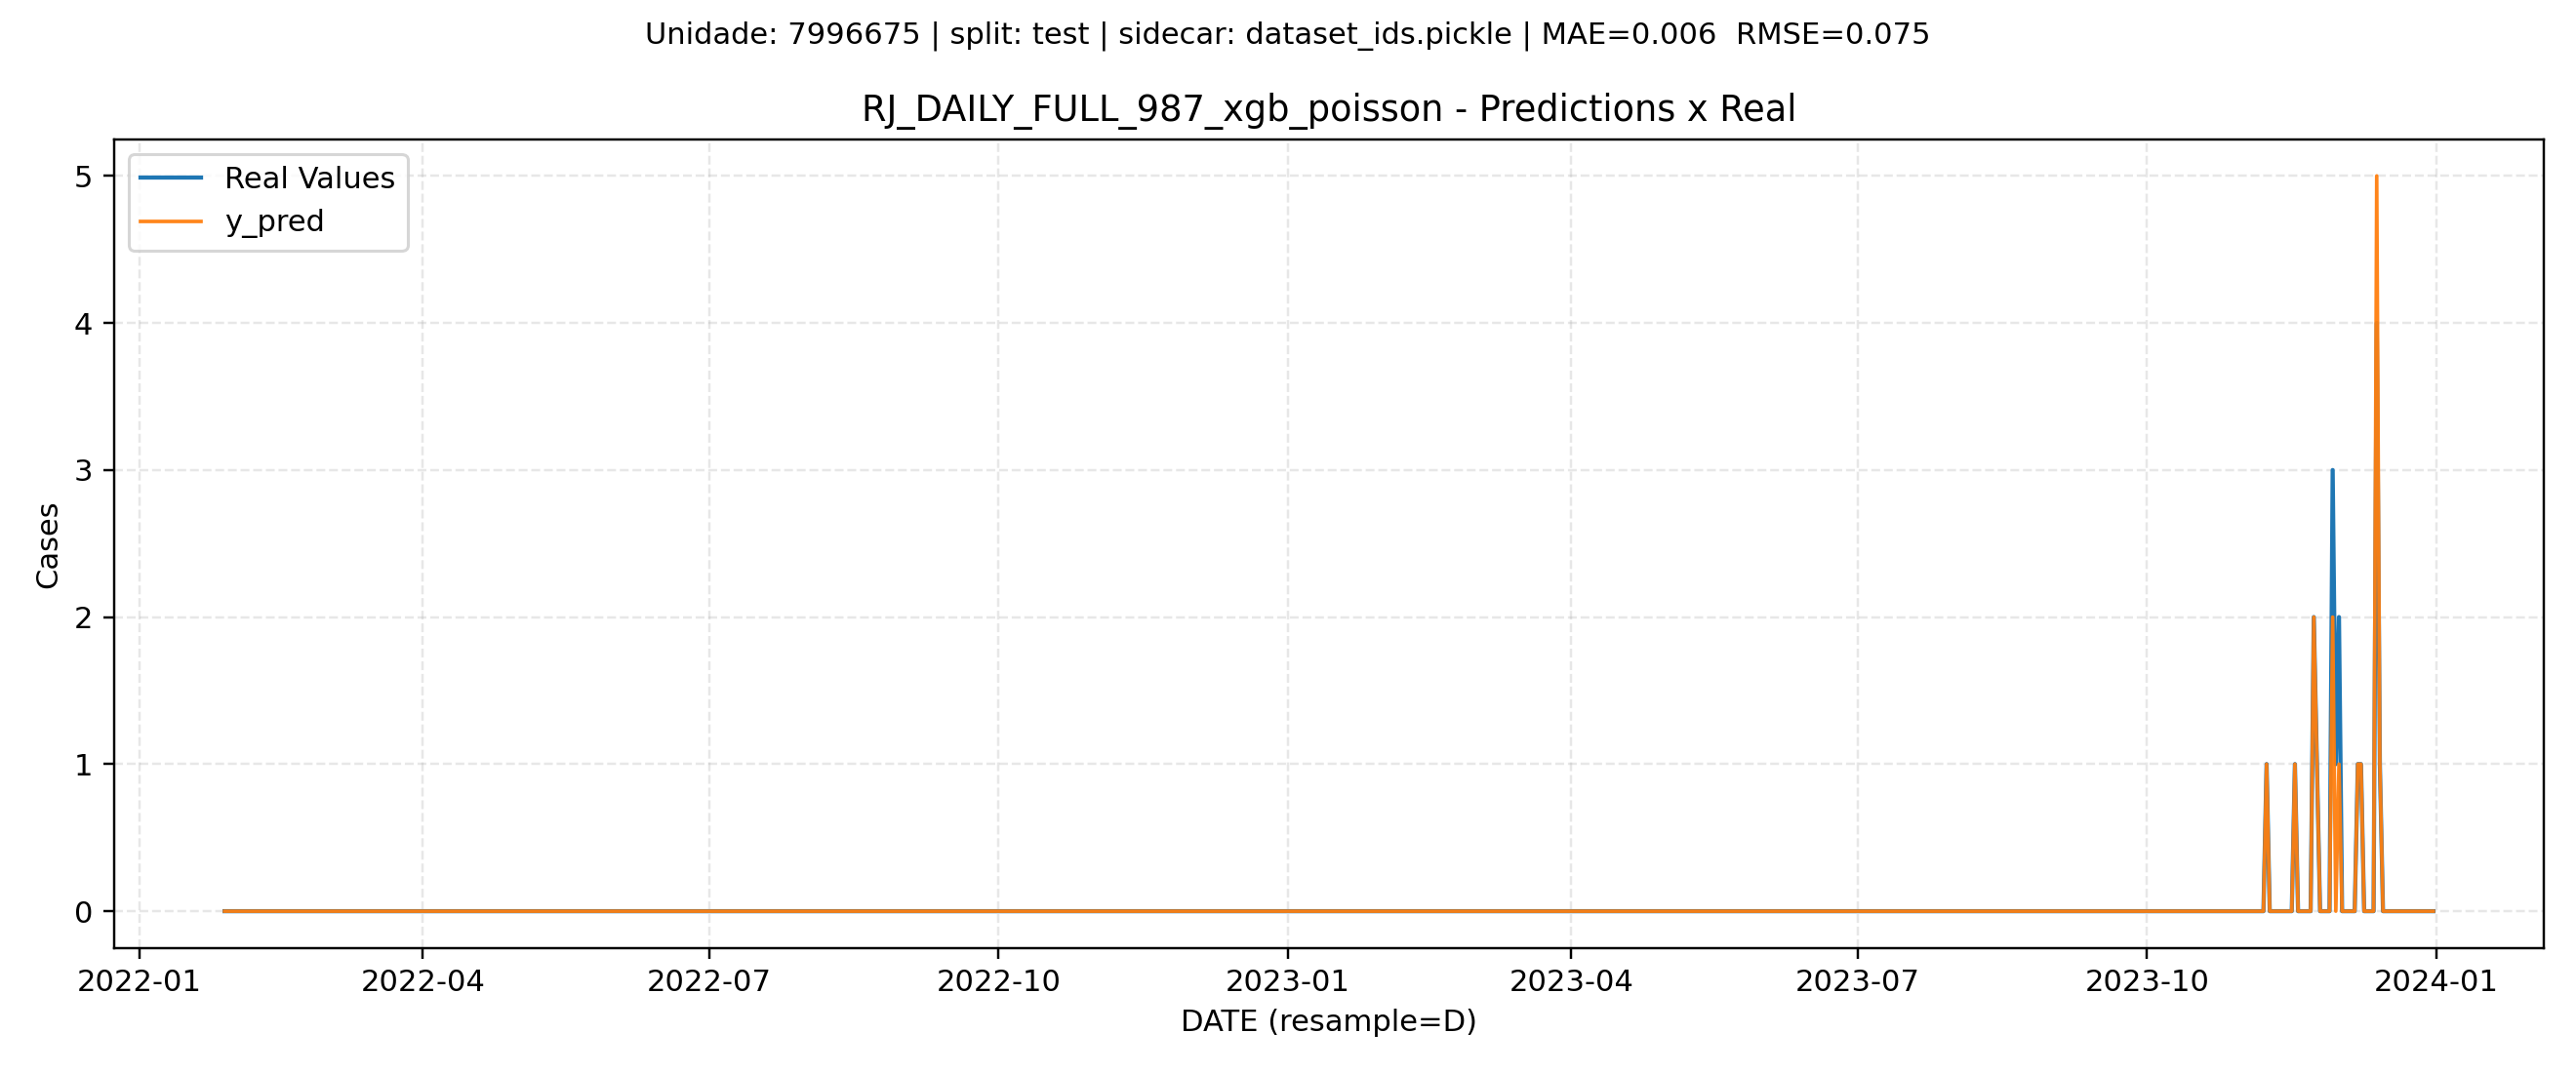 Unidade: 7996675 | split: test | sidecar: dataset_ids.pickle | MAE=0.006  RMSE=0.075
RJ_DAILY_FULL_987_xgb_poisson - Predictions x Real
Real Values
y_pred
5
4
3
2
1
0
Cases
2022-01 2022-04 2022-07 2022-10 2023-01 2023-04 2023-07 2023-10 2024-01
DATE (resample=D)